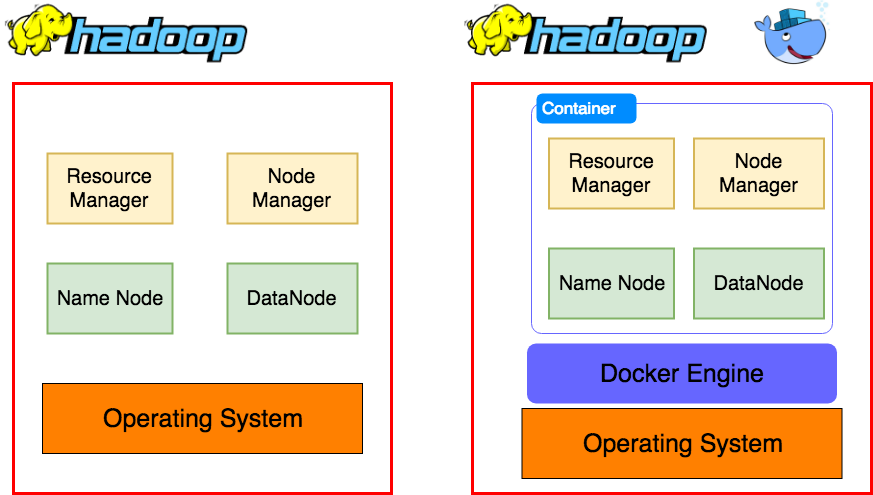 hadoop
hadoop
Resource
Manager
Node
Manager
Name Node
DataNode
Operating System
Container
Resource
Manager
Node
Manager
Name Node
DataNode
Docker Engine
Operating System